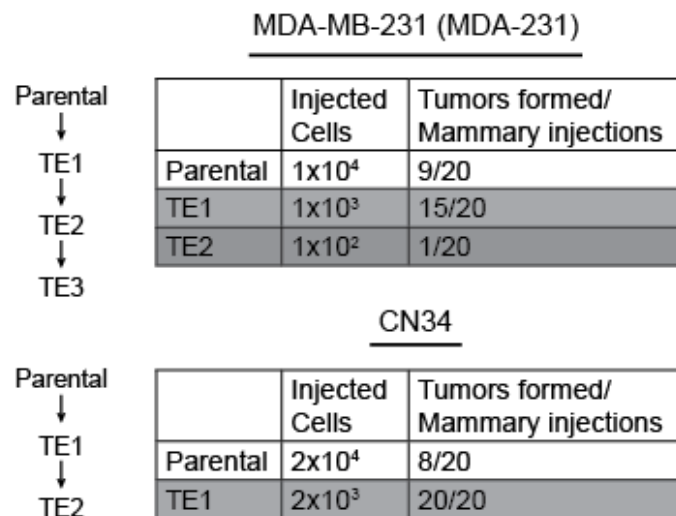 MDA-MB-231 (MDA-231)
Parental
TE1
TE2
TE3
Injected Cells
Tumors formed/ Mammary injections
Parental 1x10⁴ 9/20
TE1 1x10³ 15/20
TE2 1x10² 1/20
CN34
Parental
TE1
TE2
Injected Cells
Tumors formed/ Mammary injections
Parental 2x10⁴ 8/20
TE1 2x10³ 20/20